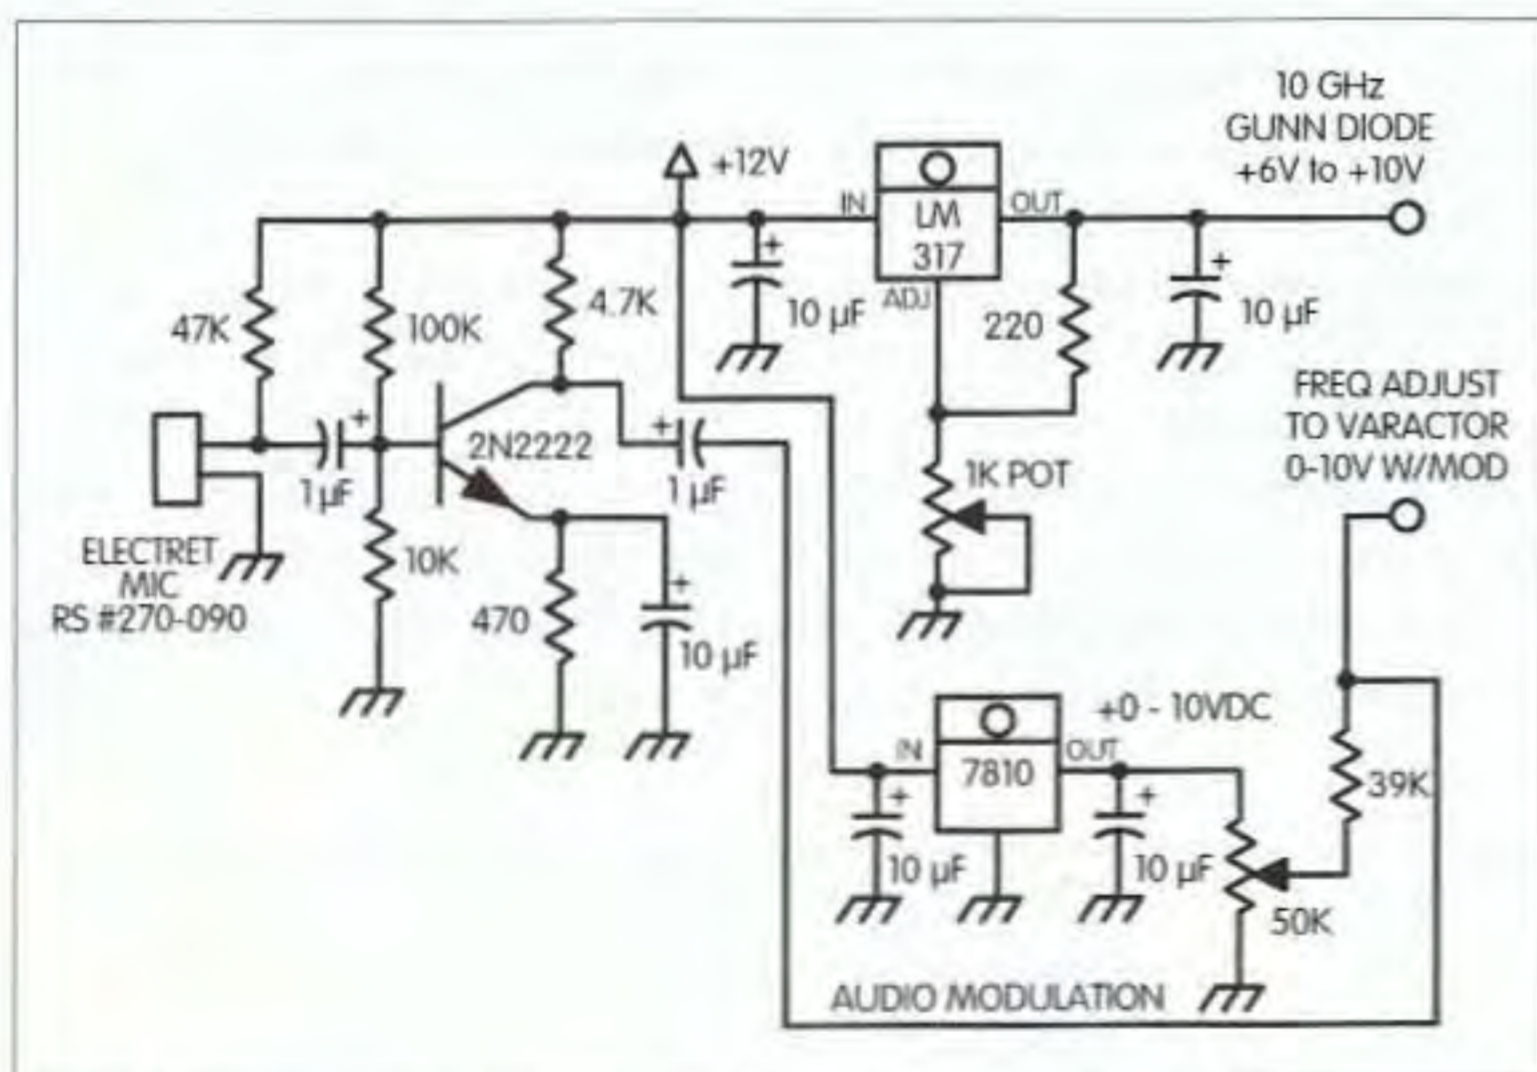 10 GHz
GUNN DIODE
+6V to +10V
+12V
IN
LM
317
OUT
ADJ
+
10 µF
220
+
10 µF
47K
100K
4.7K
FREQ ADJUST
TO VARACTOR
0-10V W/MOD
+
1 µF
2N2222
+
1 µF
1K POT
ELECTRET
MIC
RS #270-090
10K
470
+
10 µF
+0 - 10VDC
IN
7810
OUT
+
10 µF
+
10 µF
39K
50K
AUDIO MODULATION